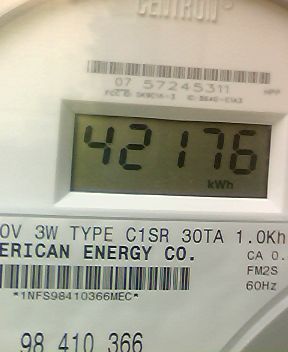 CENTRON
07 57245311
42176
kWh
0V 3W TYPE C1SR 30TA 1.0Kh
ERICAN ENERGY CO. CA 0.
FM2S
60Hz
*1NFS98410366MEC*
98 410 366